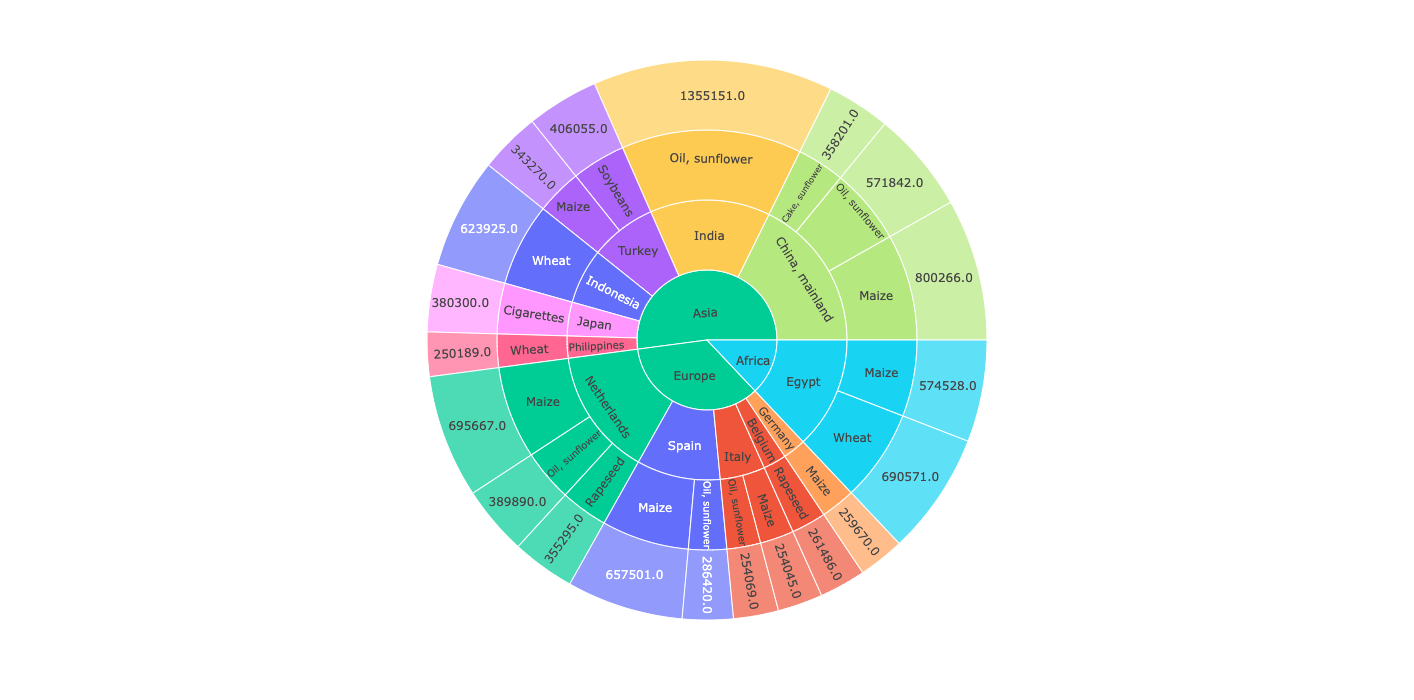 Asia
India
Oil, sunflower
1355151.0
China, mainland
Cake, sunflower
358201.0
Oil, sunflower
571842.0
Maize
800266.0
Turkey
Soybeans
406055.0
Maize
343270.0
Indonesia
Wheat
623925.0
Japan
Cigarettes
380300.0
Philippines
Wheat
250189.0
Africa
Egypt
Maize
574528.0
Wheat
690571.0
Europe
Netherlands
Maize
695667.0
Oil, sunflower
389890.0
Rapeseed
355295.0
Spain
Maize
657501.0
Oil, sunflower
286420.0
Italy
Oil, sunflower
254069.0
Maize
254045.0
Belgium
Rapeseed
261486.0
Germany
Maize
259670.0